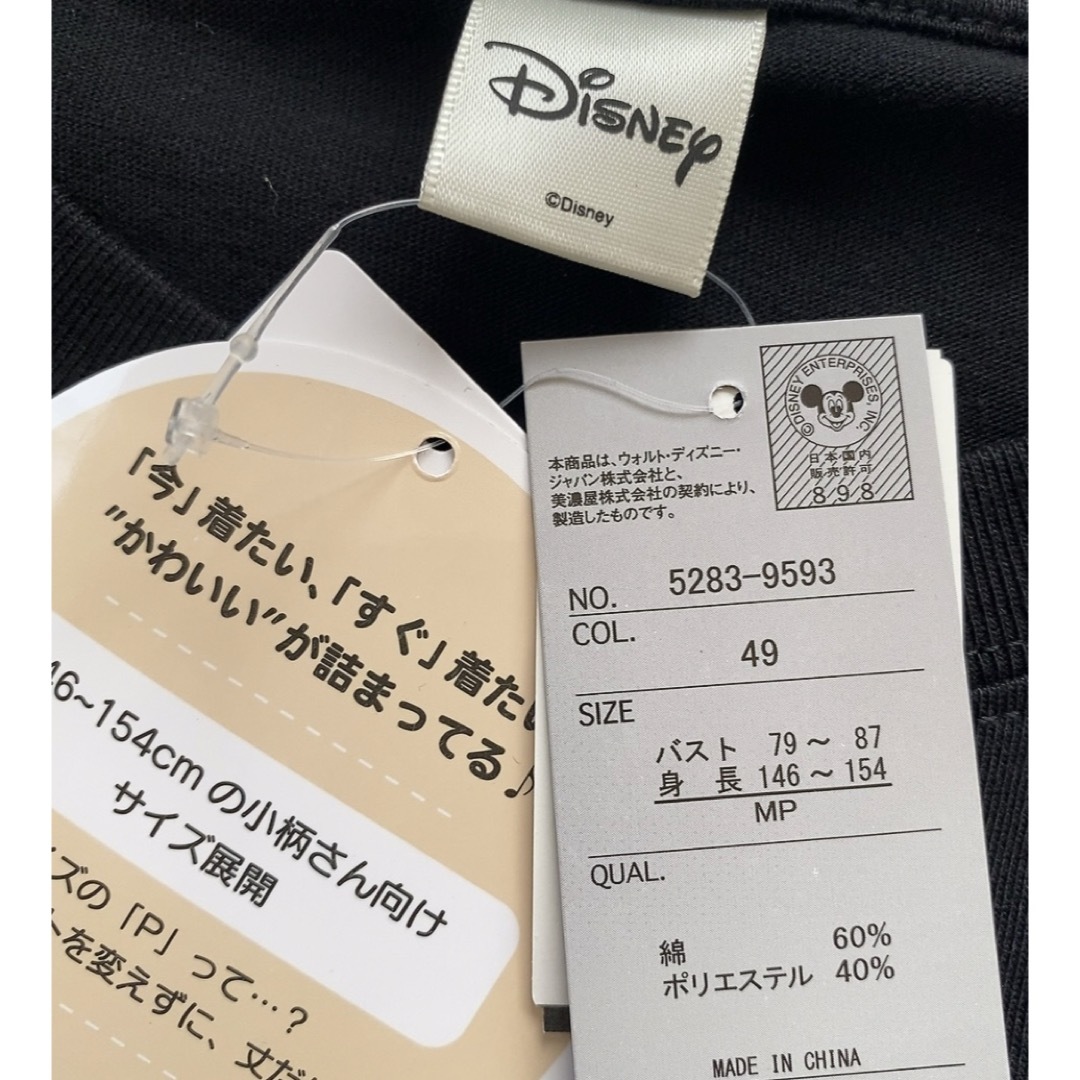 Disney
©Disney
「今」着たい、「すぐ」着たい
"かわいい"が詰まってる♪
46~154cmの小柄さん向け
サイズ展開
ズの「P」って…?
を変えずに、丈だけ
©DISNEY ENTERPRISES, INC.
日本国内
販売許可
898
本商品は、ウォルト・ディズニー・
ジャパン株式会社と、
美濃屋株式会社の契約により、
製造したものです。
NO. 5283-9593
COL. 49
SIZE
バスト 79～ 87
身 長 146～154
MP
QUAL.
綿 60%
ポリエステル 40%
MADE IN CHINA